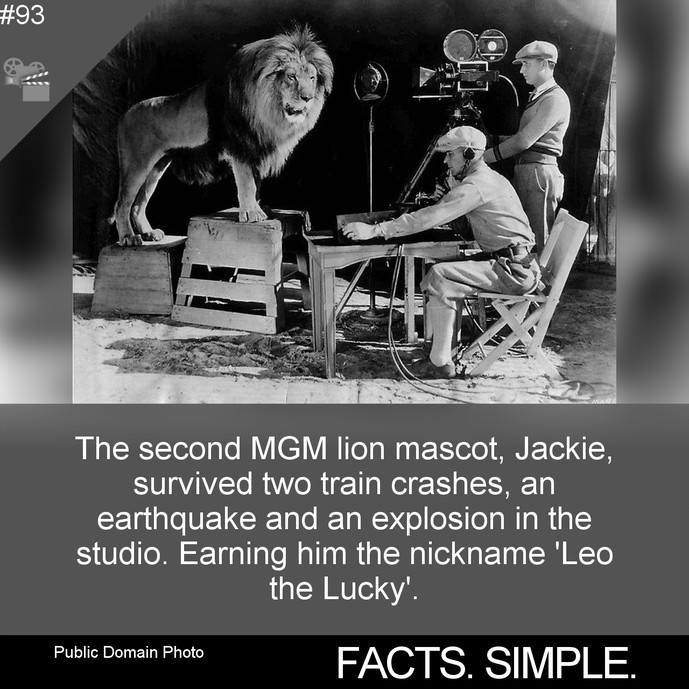 #93
The second MGM lion mascot, Jackie,
survived two train crashes, an
earthquake and an explosion in the
studio. Earning him the nickname 'Leo
the Lucky'.
Public Domain Photo
FACTS. SIMPLE.